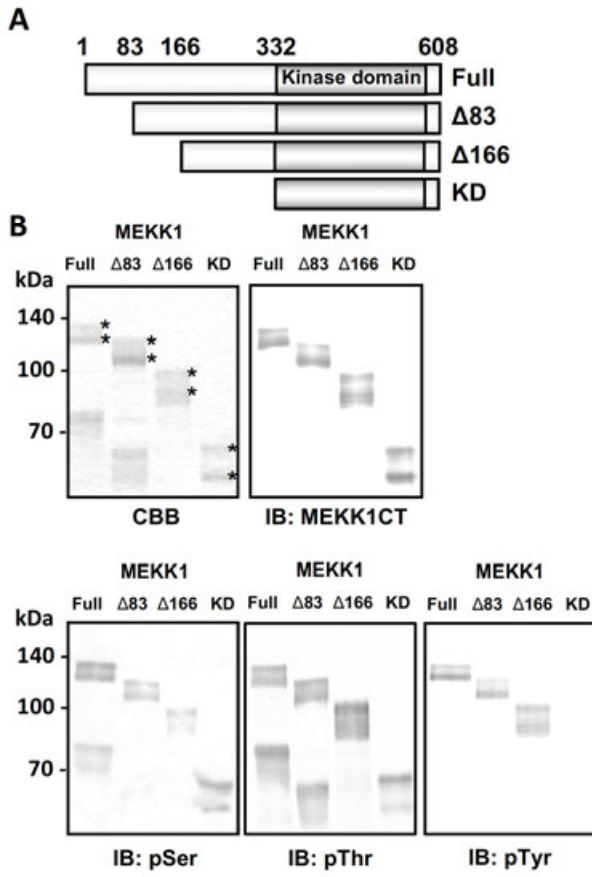 A
1 83 166 332 608
Kinase domain Full
Δ83
Δ166
KD
B
MEKK1 MEKK1
Full Δ83 Δ166 KD Full Δ83 Δ166 KD
kDa
140 -
100 -
70 -
* * * * * * * *
CBB IB: MEKK1CT
MEKK1 MEKK1 MEKK1
Full Δ83 Δ166 KD Full Δ83 Δ166 KD Full Δ83 Δ166 KD
kDa
140 -
100 -
70 -
IB: pSer IB: pThr IB: pTyr